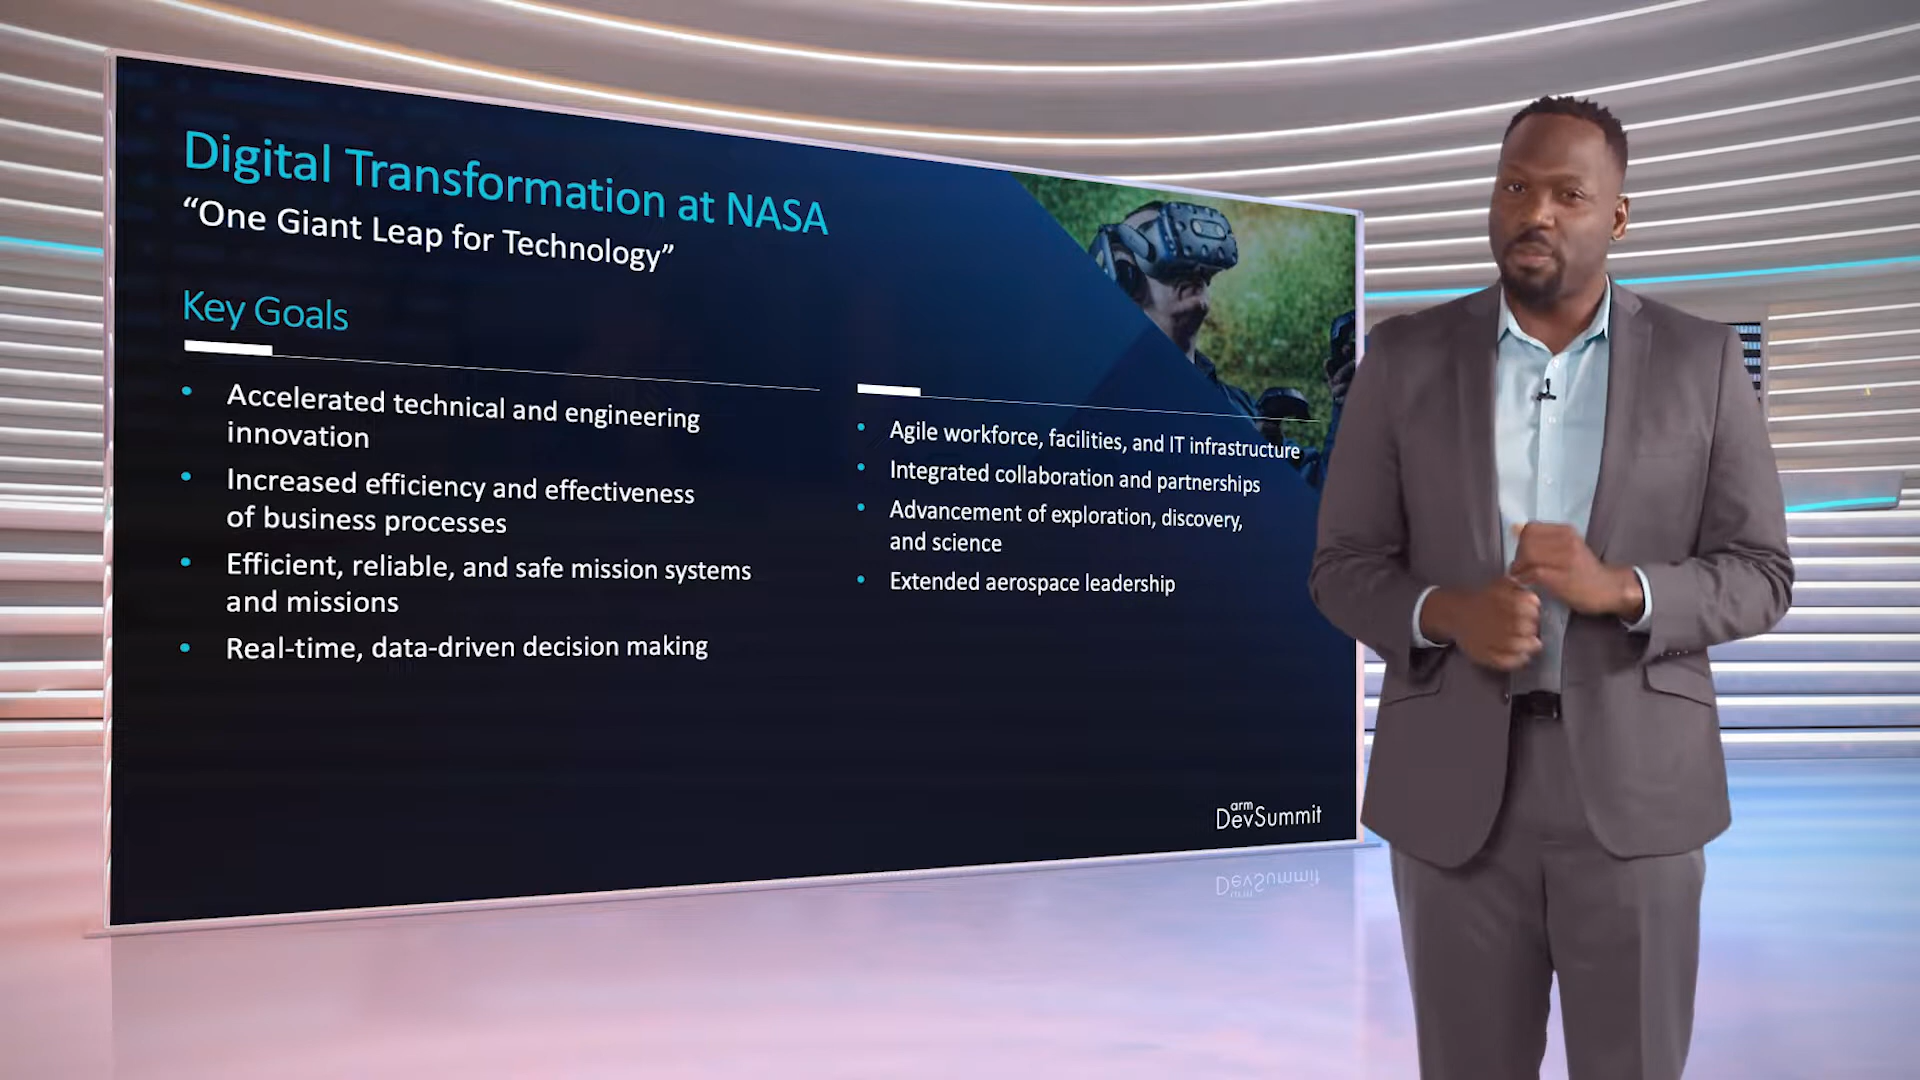 Digital Transformation at NASA
“One Giant Leap for Technology”
Key Goals
• Accelerated technical and engineering
innovation
• Increased efficiency and effectiveness
of business processes
• Efficient, reliable, and safe mission systems
and missions
• Real-time, data-driven decision making
• Agile workforce, facilities, and IT infrastructure
• Integrated collaboration and partnerships
• Advancement of exploration, discovery,
and science
• Extended aerospace leadership
arm
DevSummit